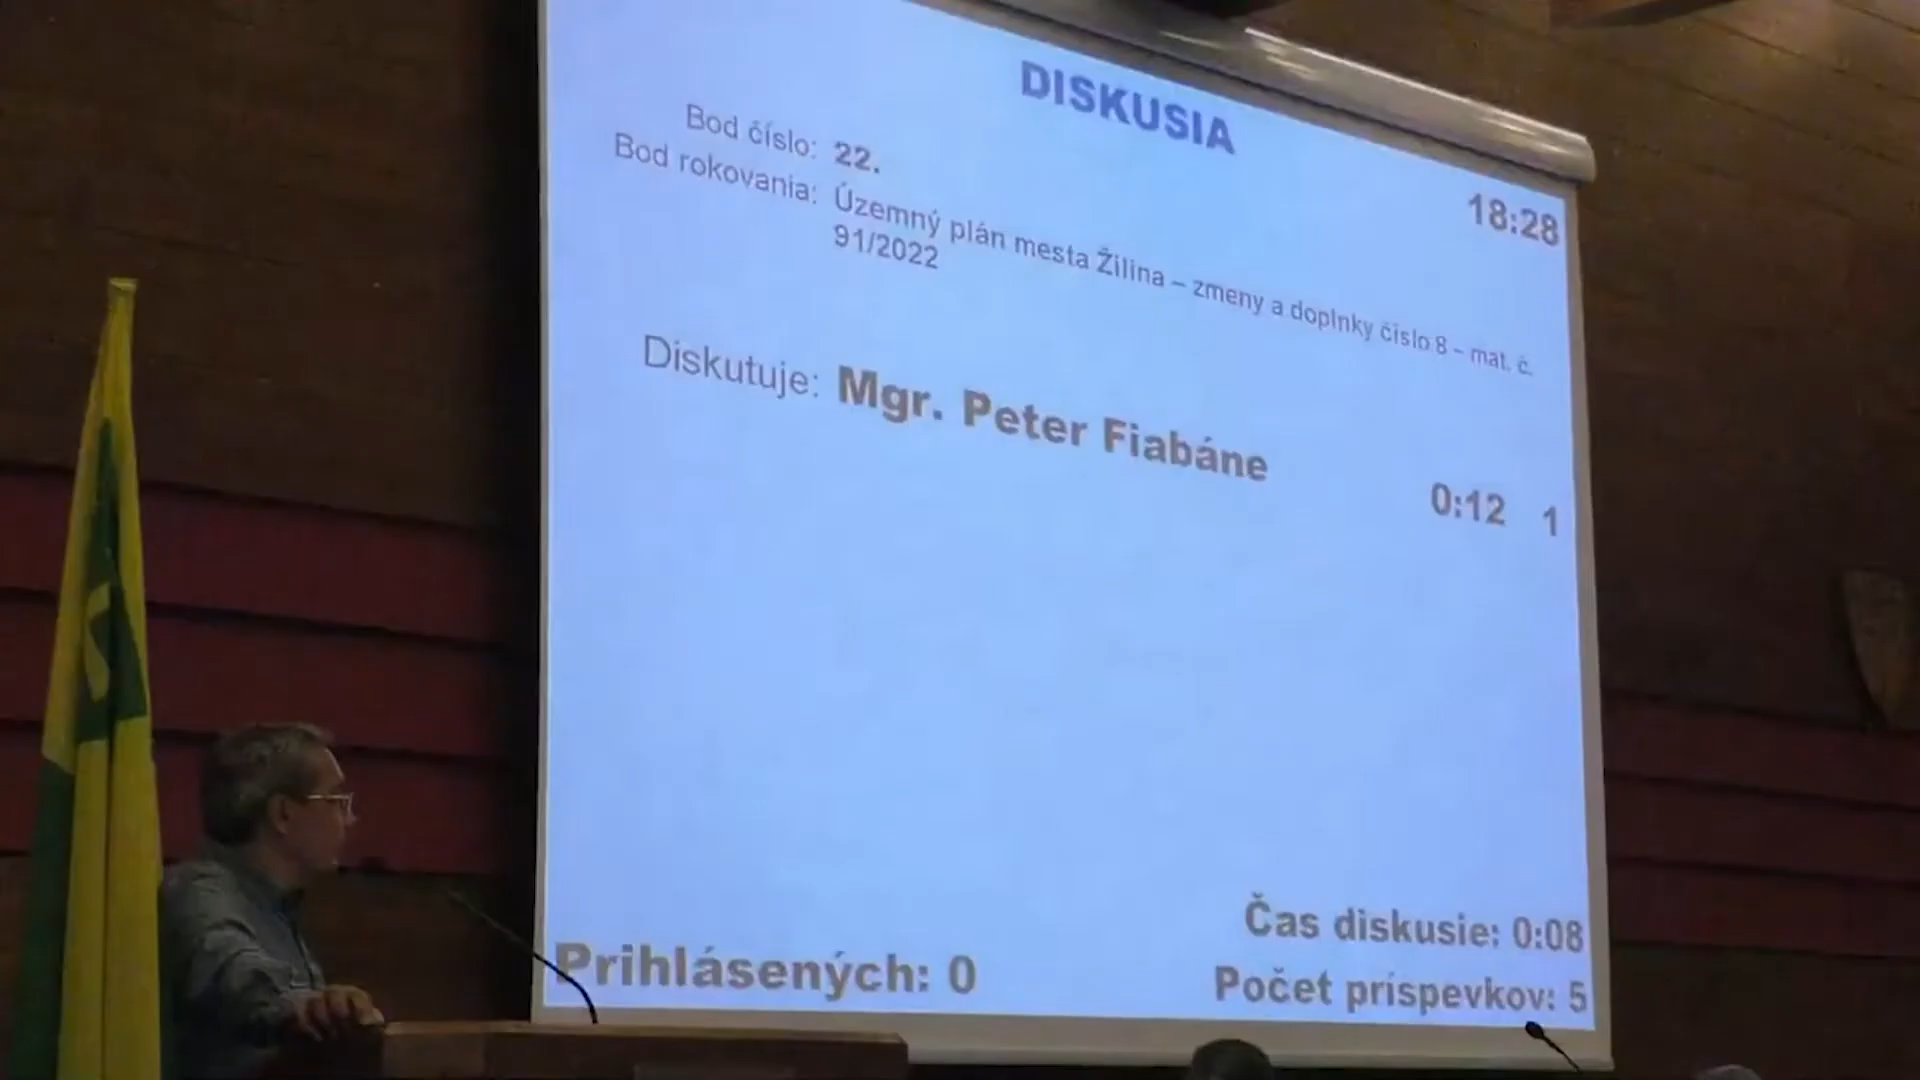 DISKUSIA
18:28
Bod číslo: 22.
Bod rokovania: Územný plán mesta Žilina – zmeny a doplnky číslo 8 – mat. č.
91/2022
Diskutuje: Mgr. Peter Fiabáne
0:12 1
Čas diskusie: 0:08
Prihlásených: 0
Počet príspevkov: 5